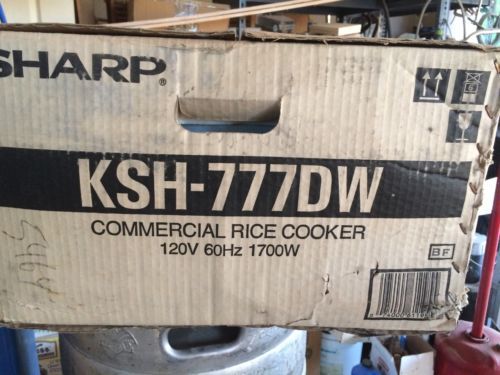 SHARP®
KSH-777DW
COMMERCIAL RICE COOKER
120V 60Hz 1700W
BF